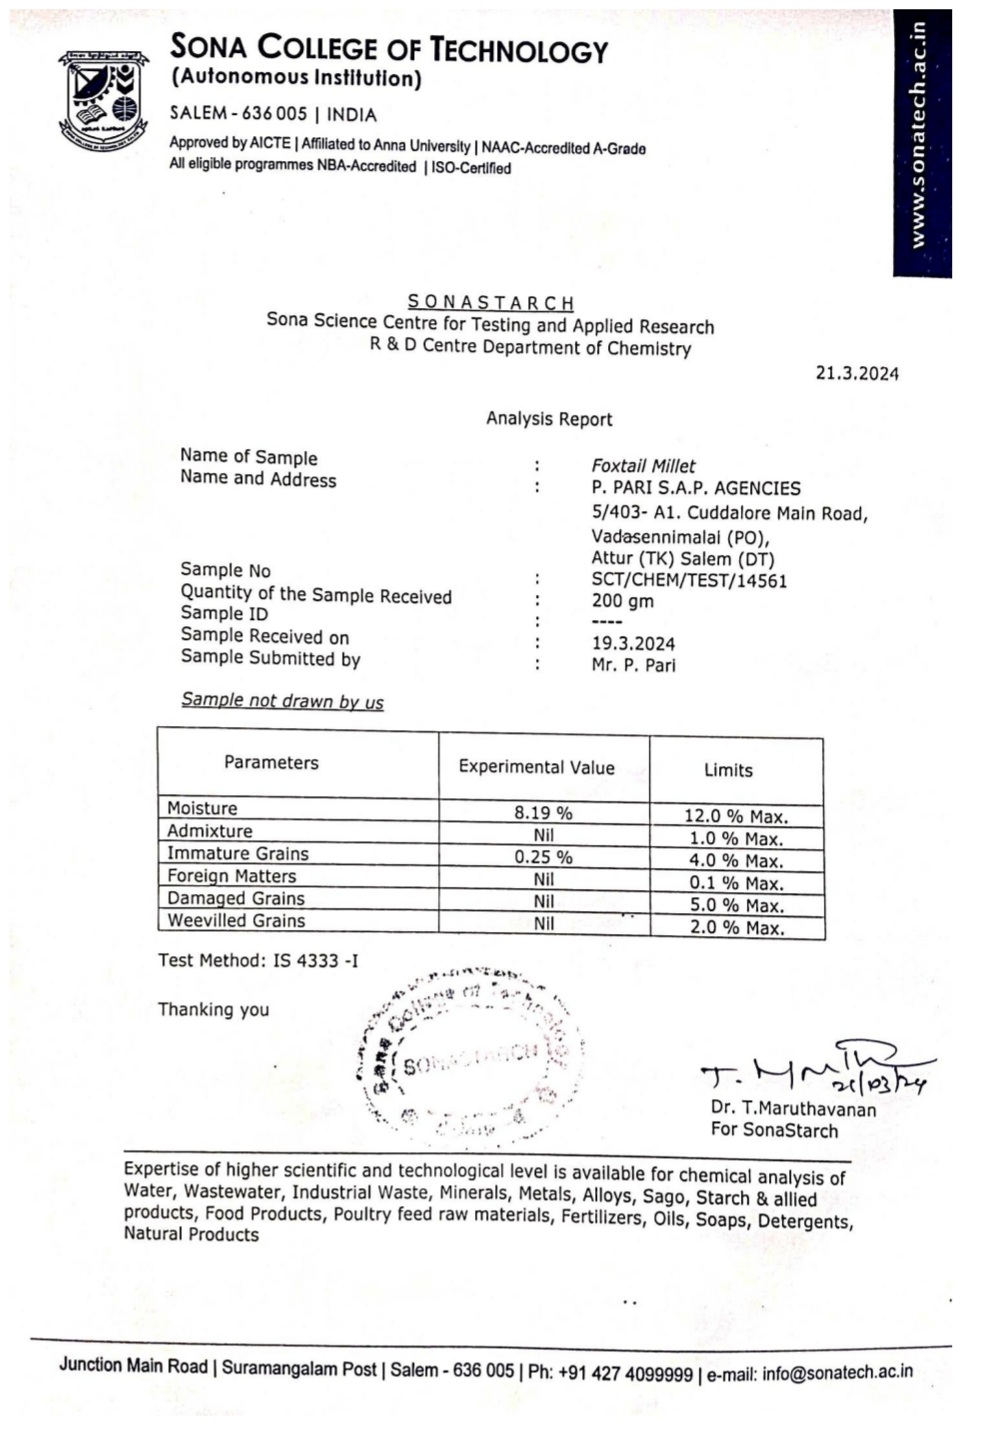 SONA COLLEGE OF TECHNOLOGY
(Autonomous Institution)
SALEM - 636 005 | INDIA
Approved by AICTE | Affiliated to Anna University | NAAC-Accredited A-Grade
All eligible programmes NBA-Accredited | ISO-Certified
www.sonatech.ac.in
SONASTARCH
Sona Science Centre for Testing and Applied Research
R & D Centre Department of Chemistry
21.3.2024
Analysis Report
Name of Sample : Foxtail Millet
Name and Address : P. PARI S.A.P. AGENCIES
5/403- A1. Cuddalore Main Road,
Vadasennimalai (PO),
Attur (TK) Salem (DT)
Sample No : SCT/CHEM/TEST/14561
Quantity of the Sample Received : 200 gm
Sample ID : ----
Sample Received on : 19.3.2024
Sample Submitted by : Mr. P. Pari
Sample not drawn by us
Parameters Experimental Value Limits
Moisture 8.19 % 12.0 % Max.
Admixture Nil 1.0 % Max.
Immature Grains 0.25 % 4.0 % Max.
Foreign Matters Nil 0.1 % Max.
Damaged Grains Nil 5.0 % Max.
Weevilled Grains Nil 2.0 % Max.
Test Method: IS 4333 -I
Thanking you
Sona College of Technology
SONASTARCH
21/03/24
Dr. T.Maruthavanan
For SonaStarch
Expertise of higher scientific and technological level is available for chemical analysis of
Water, Wastewater, Industrial Waste, Minerals, Metals, Alloys, Sago, Starch & allied
products, Food Products, Poultry feed raw materials, Fertilizers, Oils, Soaps, Detergents,
Natural Products
Junction Main Road | Suramangalam Post | Salem - 636 005 | Ph: +91 427 4099999 | e-mail: info@sonatech.ac.in